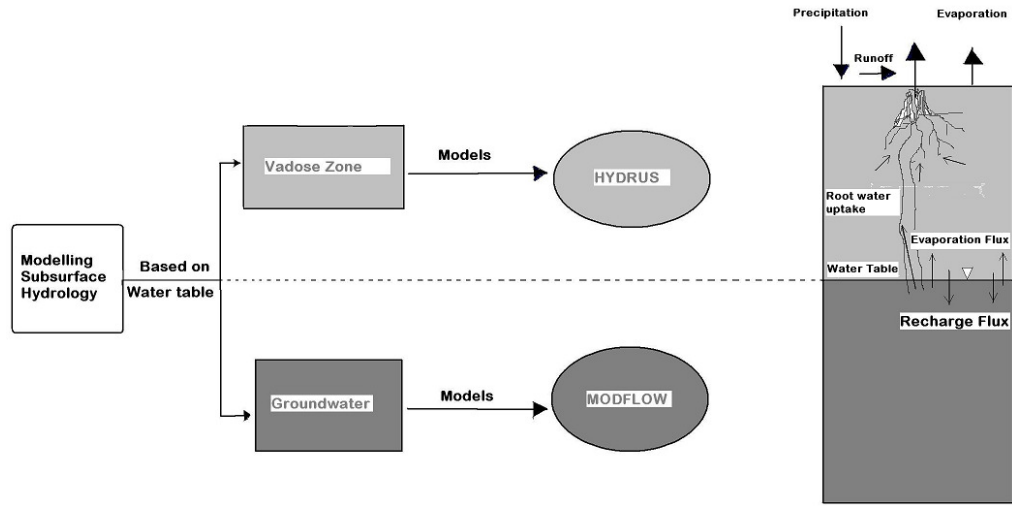 Precipitation
Evaporation
Runoff
Vadose Zone
Models
HYDRUS
Root water
uptake
Evaporation Flux
Modelling
Subsurface
Hydrology
Based on
Water table
Water Table
Recharge Flux
Groundwater
Models
MODFLOW